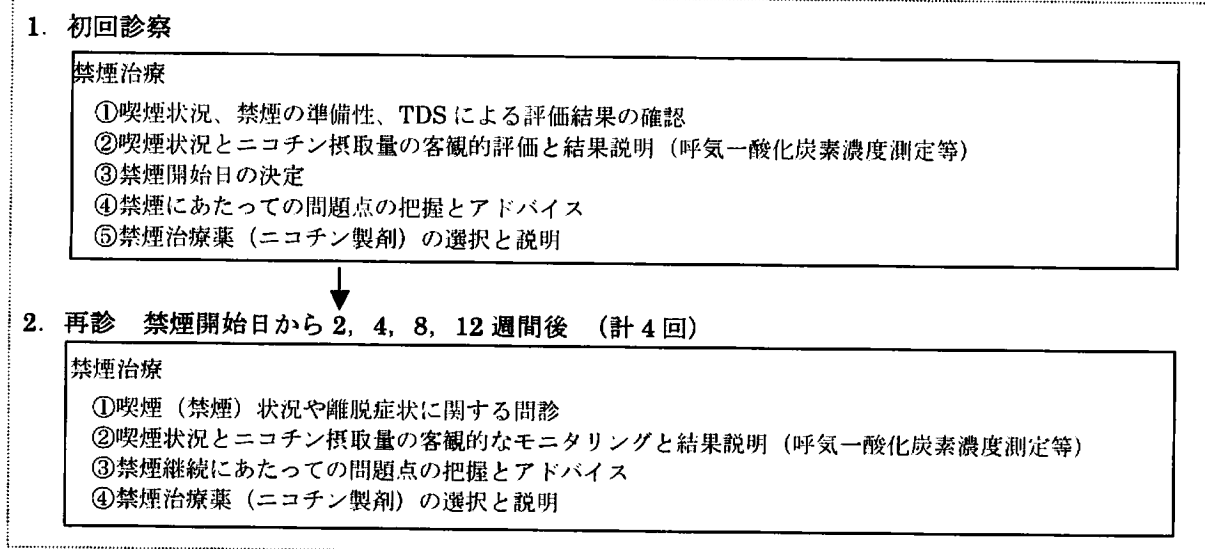 1. 初回診察
禁煙治療
①喫煙状況、禁煙の準備性、TDSによる評価結果の確認
②喫煙状況とニコチン摂取量の客観的評価と結果説明（呼気一酸化炭素濃度測定等）
③禁煙開始日の決定
④禁煙にあたっての問題点の把握とアドバイス
⑤禁煙治療薬（ニコチン製剤）の選択と説明
2. 再診　禁煙開始日から 2, 4, 8, 12 週間後　（計 4 回）
禁煙治療
①喫煙（禁煙）状況や離脱症状に関する問診
②喫煙状況とニコチン摂取量の客観的なモニタリングと結果説明（呼気一酸化炭素濃度測定等）
③禁煙継続にあたっての問題点の把握とアドバイス
④禁煙治療薬（ニコチン製剤）の選択と説明